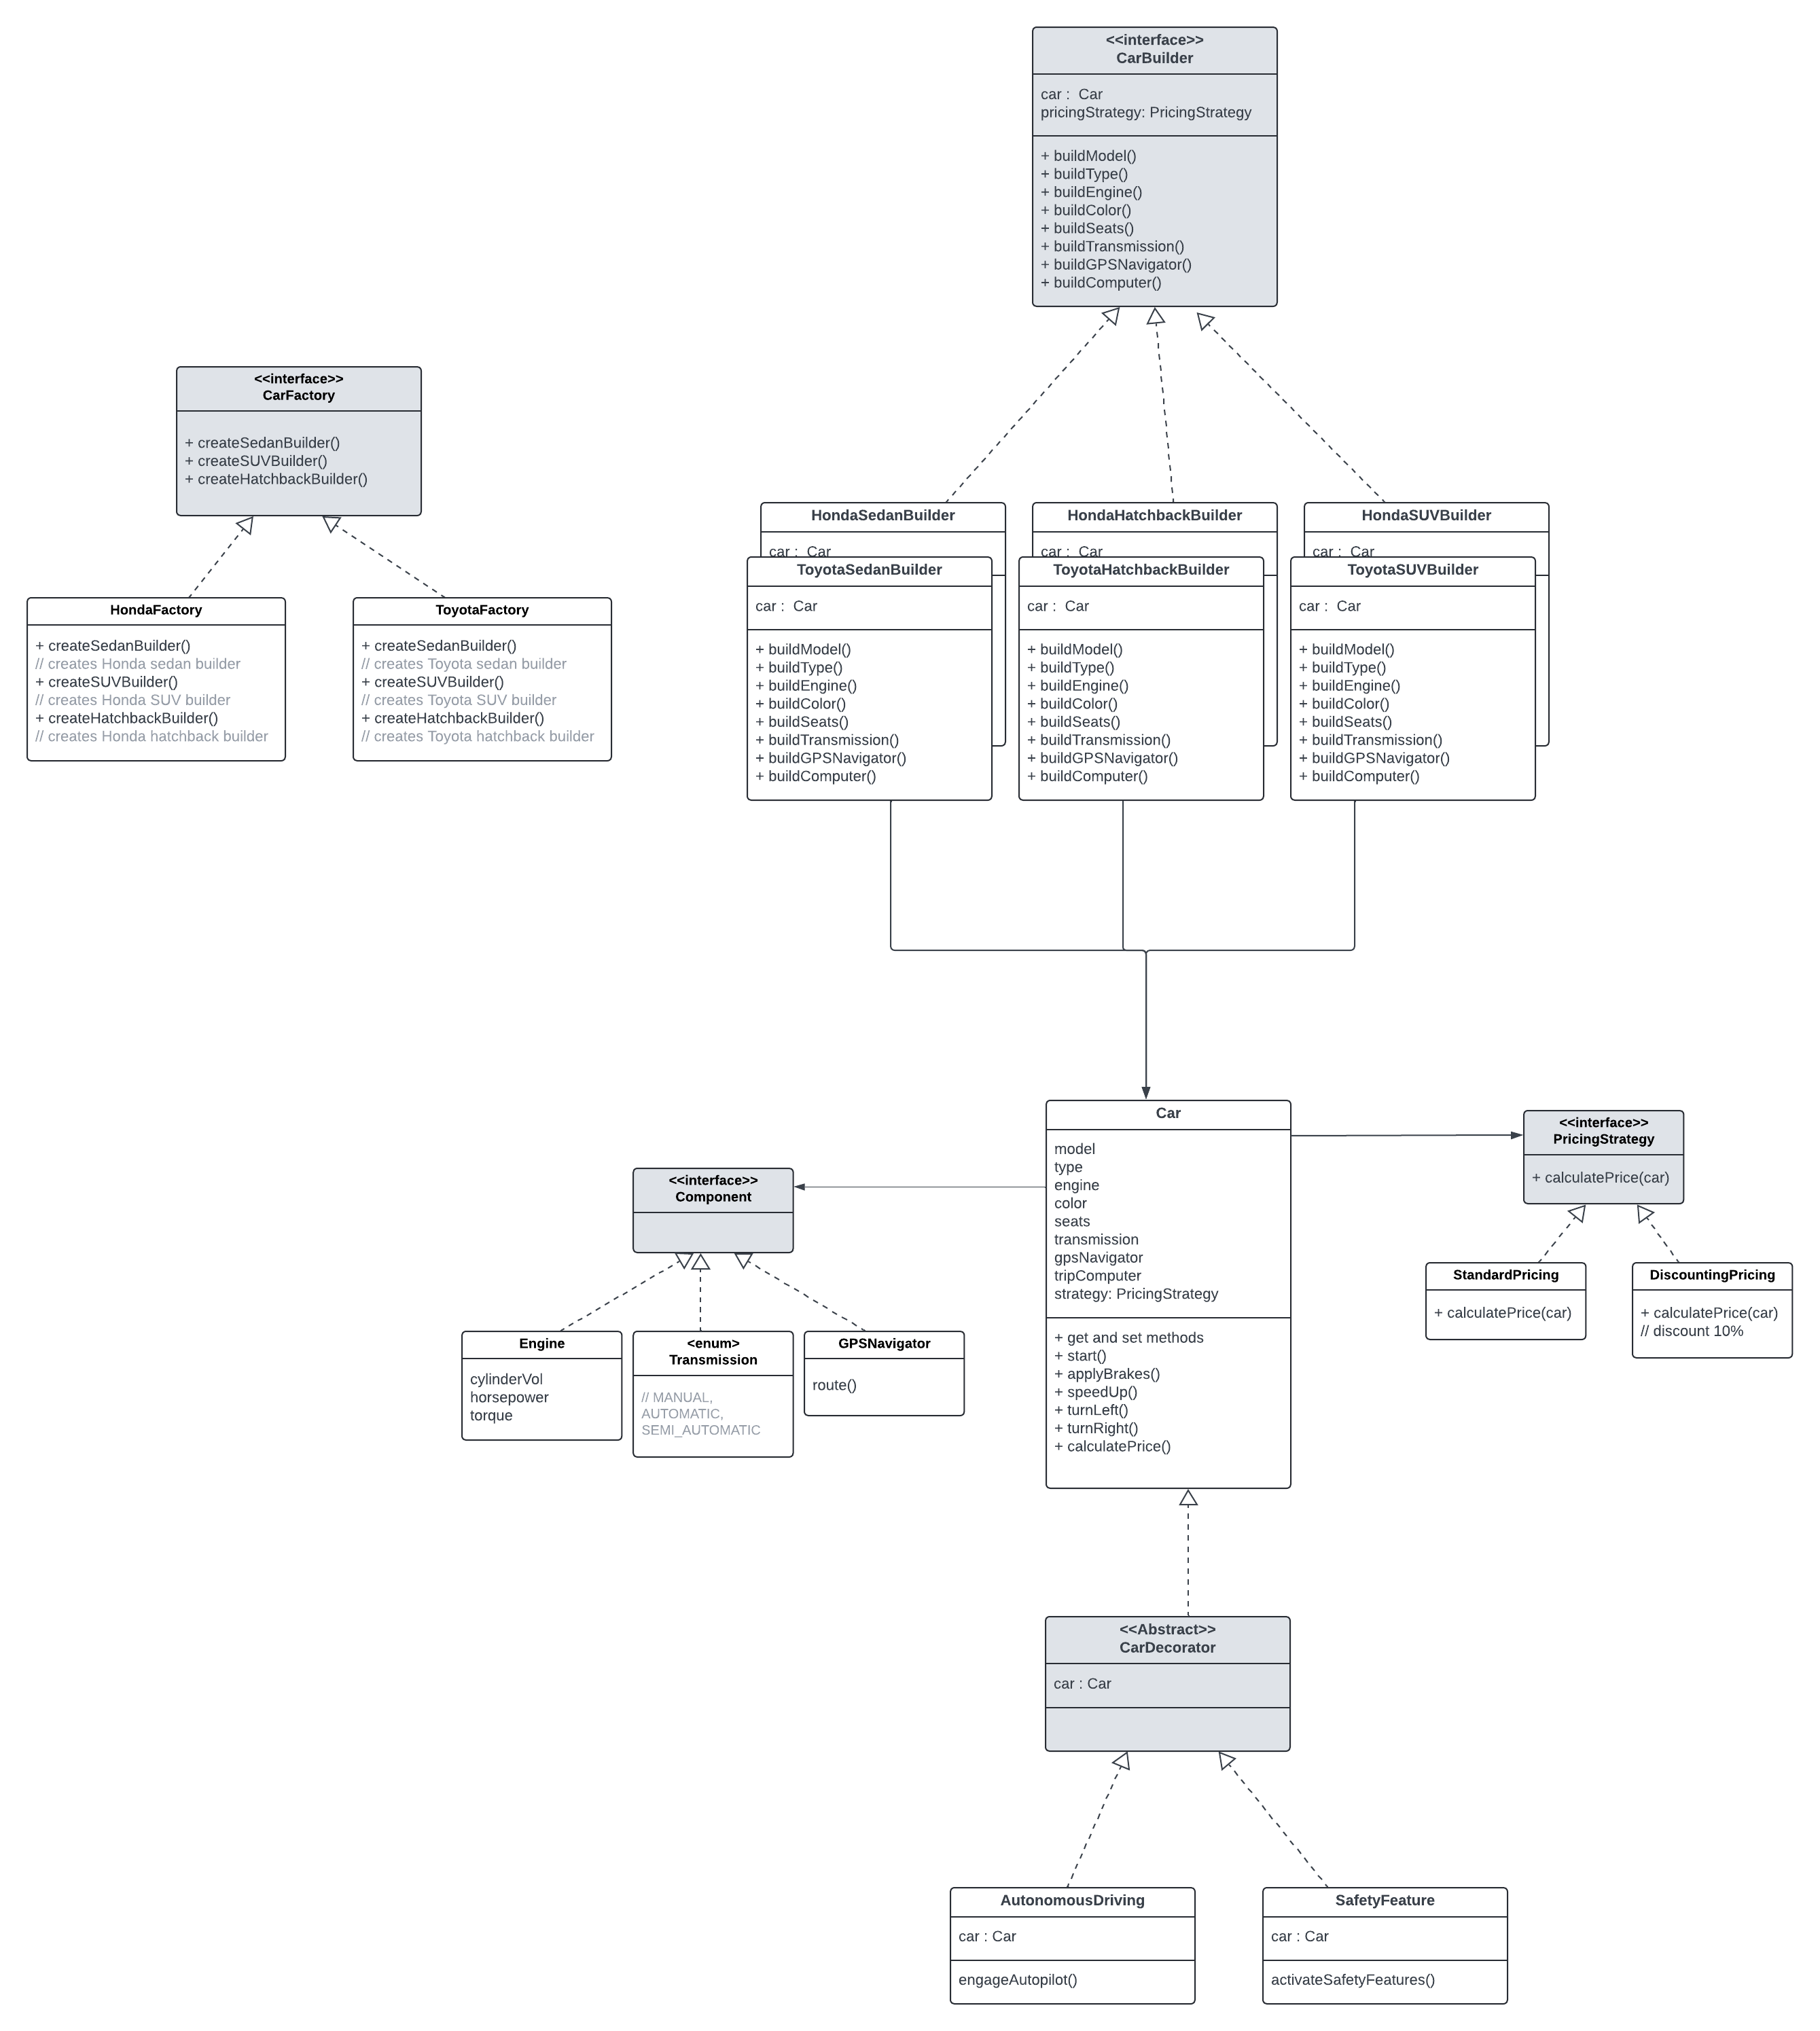 <<interface>>
CarBuilder
car :  Car
pricingStrategy: PricingStrategy
+ buildModel()
+ buildType()
+ buildEngine()
+ buildColor()
+ buildSeats()
+ buildTransmission()
+ buildGPSNavigator()
+ buildComputer()
<<interface>>
CarFactory
+ createSedanBuilder()
+ createSUVBuilder()
+ createHatchbackBuilder()
HondaFactory
+ createSedanBuilder()
// creates Honda sedan builder
+ createSUVBuilder()
// creates Honda SUV builder
+ createHatchbackBuilder()
// creates Honda hatchback builder
ToyotaFactory
+ createSedanBuilder()
// creates Toyota sedan builder
+ createSUVBuilder()
// creates Toyota SUV builder
+ createHatchbackBuilder()
// creates Toyota hatchback builder
HondaSedanBuilder
car :  Car
ToyotaSedanBuilder
car :  Car
+ buildModel()
+ buildType()
+ buildEngine()
+ buildColor()
+ buildSeats()
+ buildTransmission()
+ buildGPSNavigator()
+ buildComputer()
HondaHatchbackBuilder
car :  Car
ToyotaHatchbackBuilder
car :  Car
+ buildModel()
+ buildType()
+ buildEngine()
+ buildColor()
+ buildSeats()
+ buildTransmission()
+ buildGPSNavigator()
+ buildComputer()
HondaSUVBuilder
car :  Car
ToyotaSUVBuilder
car :  Car
+ buildModel()
+ buildType()
+ buildEngine()
+ buildColor()
+ buildSeats()
+ buildTransmission()
+ buildGPSNavigator()
+ buildComputer()
Car
model
type
engine
color
seats
transmission
gpsNavigator
tripComputer
strategy: PricingStrategy
+ get and set methods
+ start()
+ applyBrakes()
+ speedUp()
+ turnLeft()
+ turnRight()
+ calculatePrice()
<<interface>>
PricingStrategy
+ calculatePrice(car)
StandardPricing
+ calculatePrice(car)
DiscountingPricing
+ calculatePrice(car)
// discount 10%
<<interface>>
Component
Engine
cylinderVol
horsepower
torque
<enum>
Transmission
// MANUAL,
AUTOMATIC,
SEMI_AUTOMATIC
GPSNavigator
route()
<<Abstract>>
CarDecorator
car : Car
AutonomousDriving
car : Car
engageAutopilot()
SafetyFeature
car : Car
activateSafetyFeatures()